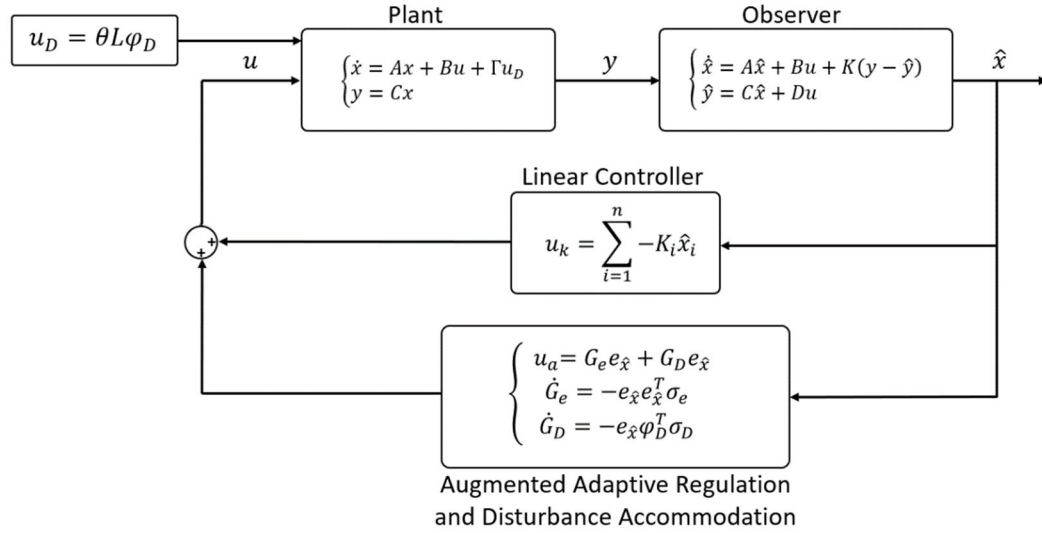 Plant
Observer
u_D = θLφ_D
u
ẋ = Ax + Bu + Γu_D
y = Cx
y
x̂̇ = Ax̂ + Bu + K(y − ŷ)
ŷ = Cx̂ + Du
x̂
Linear Controller
u_k = ∑_{i=1}^{n} −K_i x̂_i
+
+
u_a = G_e e_x̂ + G_D e_x̂
Ġ_e = −e_x̂ e_x̂^T σ_e
Ġ_D = −e_x̂ φ_D^T σ_D
Augmented Adaptive Regulation
and Disturbance Accommodation